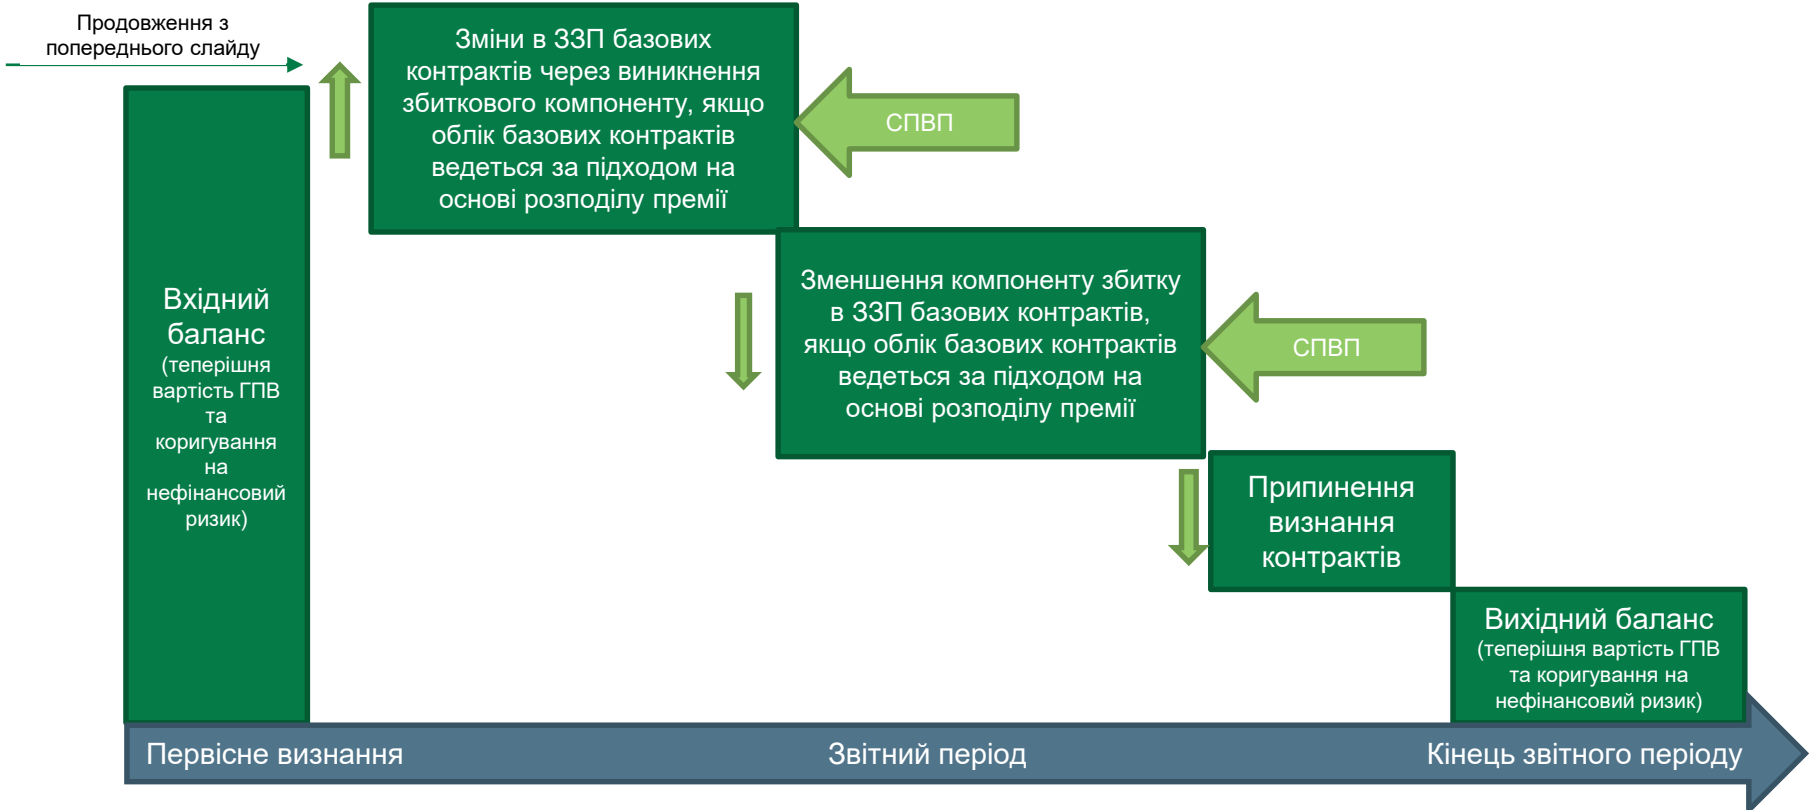 Продовження з
попереднього слайду
Зміни в ЗЗП базових
контрактів через виникнення
збиткового компоненту, якщо
облік базових контрактів
ведеться за підходом на
основі розподілу премії
СПВП
Вхідний
баланс
(теперішня
вартість ГПВ
та
коригування
на
нефінансовий
ризик)
Зменшення компоненту збитку
в ЗЗП базових контрактів,
якщо облік базових контрактів
ведеться за підходом на
основі розподілу премії
СПВП
Припинення
визнання
контрактів
Вихідний баланс
(теперішня вартість ГПВ
та коригування на
нефінансовий ризик)
Первісне визнання
Звітний період
Кінець звітного періоду